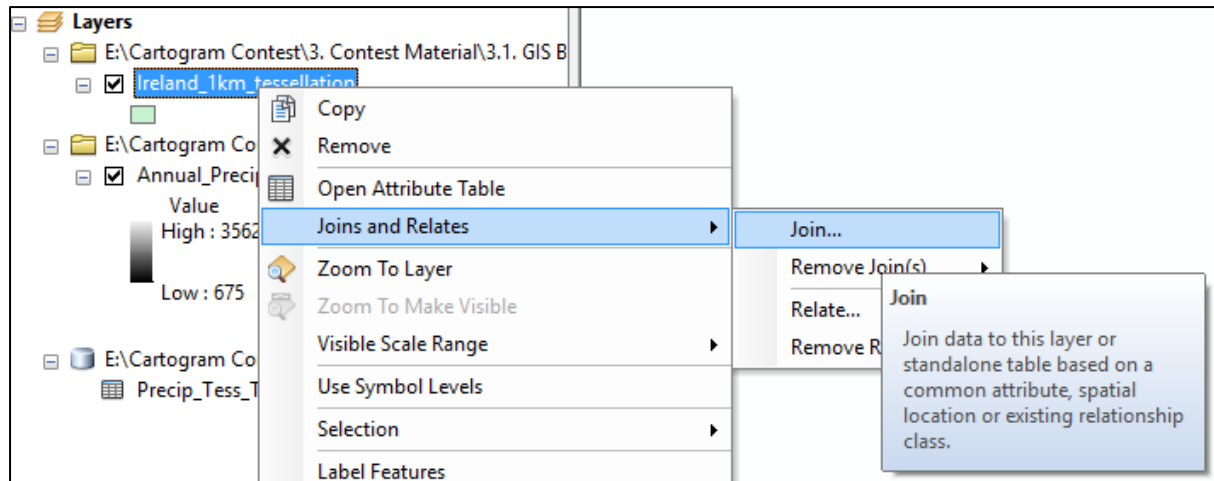 Layers
E:\Cartogram Contest\3. Contest Material\3.1. GIS B
Ireland_1km_tessellation
E:\Cartogram Co
Annual_Precip
Value
High : 3562
Low : 675
E:\Cartogram Co
Precip_Tess_T
Copy
Remove
Open Attribute Table
Joins and Relates
Zoom To Layer
Zoom To Make Visible
Visible Scale Range
Use Symbol Levels
Selection
Label Features
Join...
Remove Join(s)
Relate...
Remove R
Join
Join data to this layer or
standalone table based on a
common attribute, spatial
location or existing relationship
class.